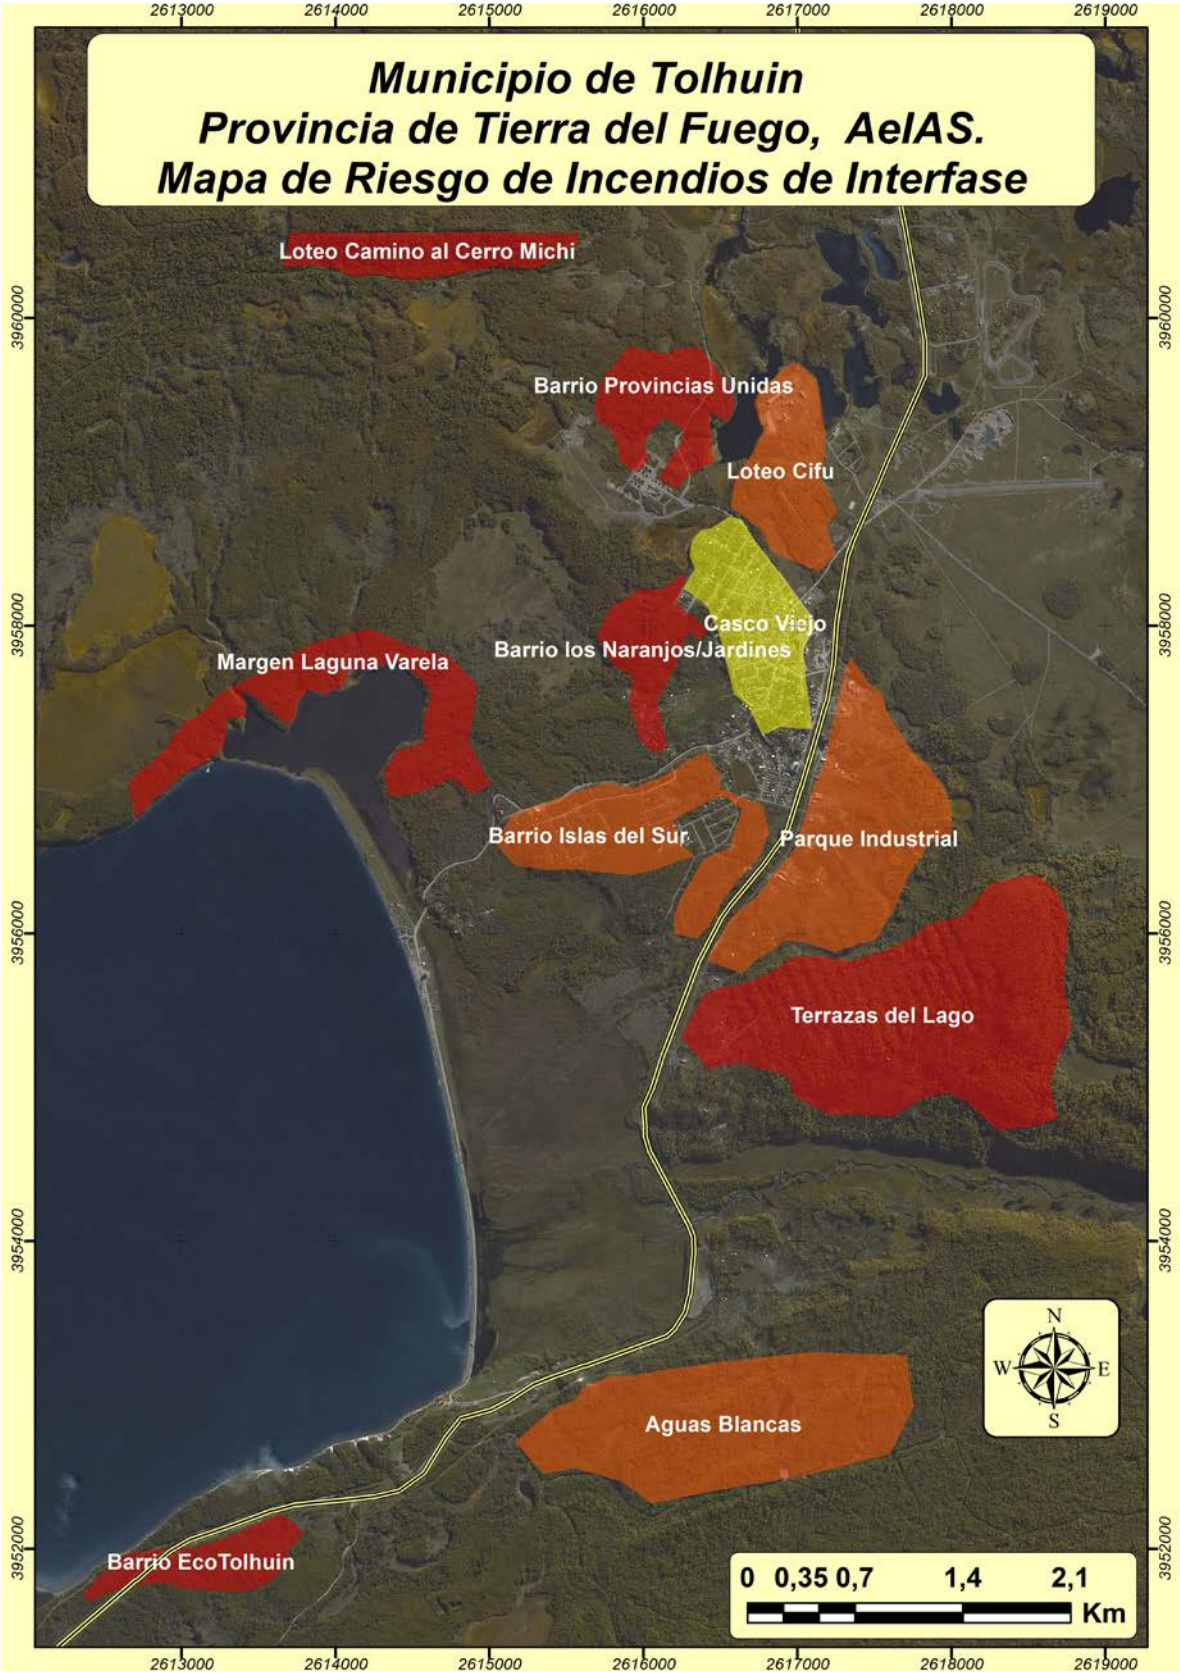 2613000 2614000 2615000 2616000 2617000 2618000 2619000
Municipio de Tolhuin
Provincia de Tierra del Fuego, AeIAS.
Mapa de Riesgo de Incendios de Interfase
Loteo Camino al Cerro Michi
3960000 3960000
Barrio Provincias Unidas
Loteo Cifu
3958000 3958000
Casco Viejo
Barrio los Naranjos/Jardines
Margen Laguna Varela
Barrio Islas del Sur
Parque Industrial
3956000 3956000
Terrazas del Lago
3954000 3954000
N
W E
S
Aguas Blancas
3952000 3952000
Barrio EcoTolhuin
0 0,35 0,7 1,4 2,1
Km
2613000 2614000 2615000 2616000 2617000 2618000 2619000